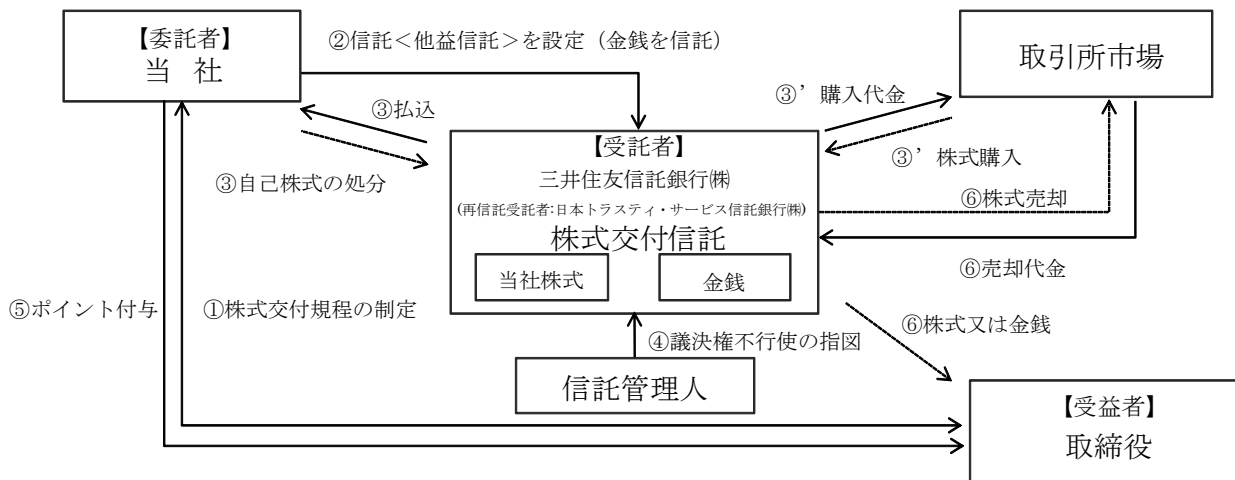 【委託者】
当 社
②信託＜他益信託＞を設定（金銭を信託）
取引所市場
③払込
③’購入代金
③自己株式の処分
【受託者】
三井住友信託銀行㈱
(再信託受託者:日本トラスティ・サービス信託銀行㈱)
株式交付信託
当社株式
金銭
③’株式購入
⑥株式売却
⑥売却代金
⑤ポイント付与
①株式交付規程の制定
④議決権不行使の指図
⑥株式又は金銭
信託管理人
【受益者】
取締役